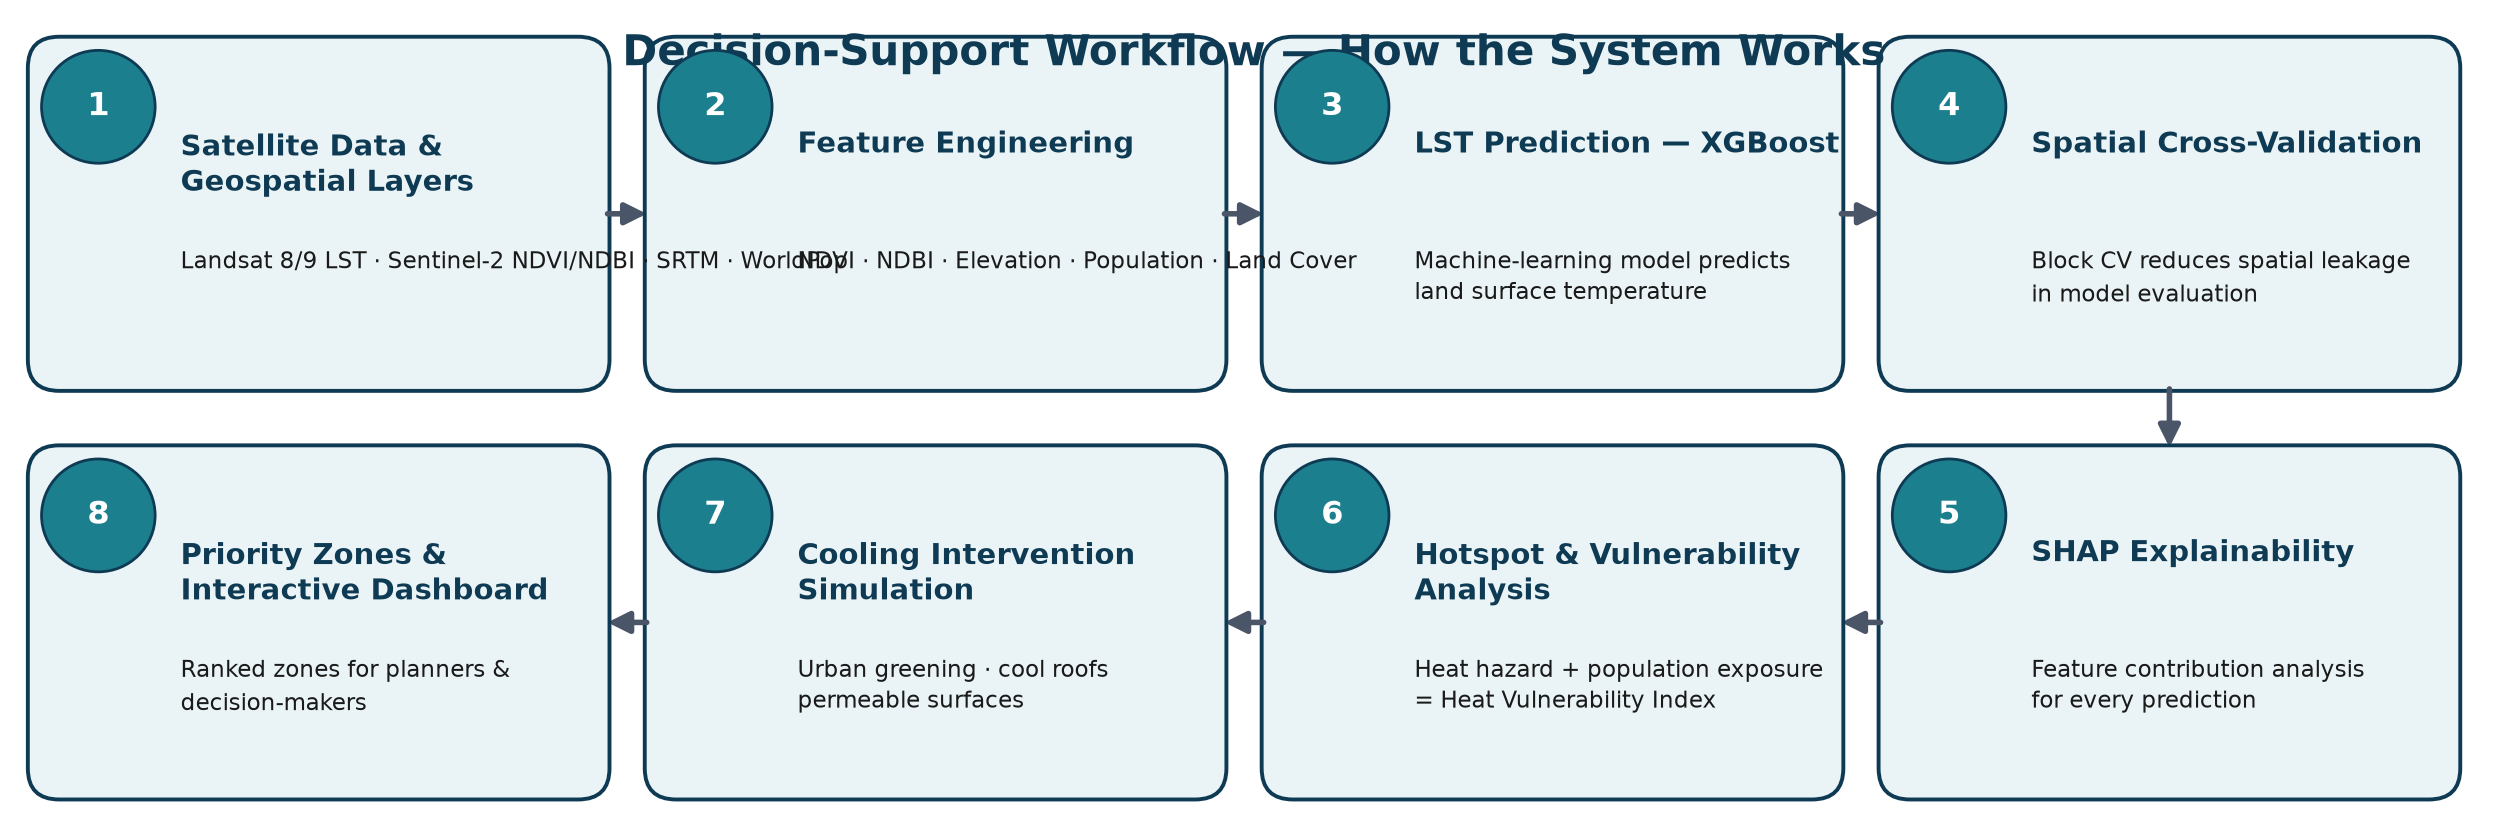 Decision-Support Workflow — How the System Works
1
Satellite Data &
Geospatial Layers
Landsat 8/9 LST · Sentinel-2 NDVI/NDBI · SRTM · WorldPop
2
Feature Engineering
NDVI · NDBI · Elevation · Population · Land Cover
3
LST Prediction — XGBoost
Machine-learning model predicts
land surface temperature
4
Spatial Cross-Validation
Block CV reduces spatial leakage
in model evaluation
5
SHAP Explainability
Feature contribution analysis
for every prediction
6
Hotspot & Vulnerability
Analysis
Heat hazard + population exposure
= Heat Vulnerability Index
7
Cooling Intervention
Simulation
Urban greening · cool roofs
permeable surfaces
8
Priority Zones &
Interactive Dashboard
Ranked zones for planners &
decision-makers